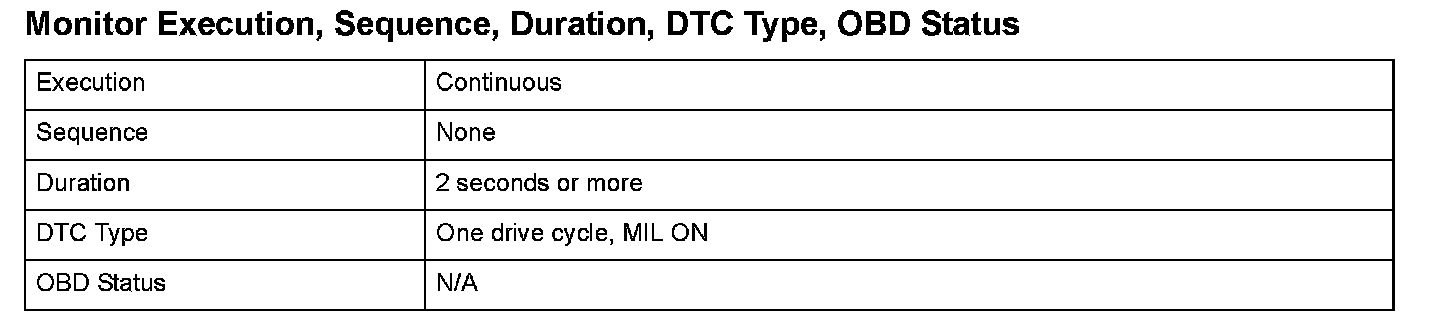 Monitor Execution, Sequence, Duration, DTC Type, OBD Status
Execution Continuous
Sequence None
Duration 2 seconds or more
DTC Type One drive cycle, MIL ON
OBD Status N/A